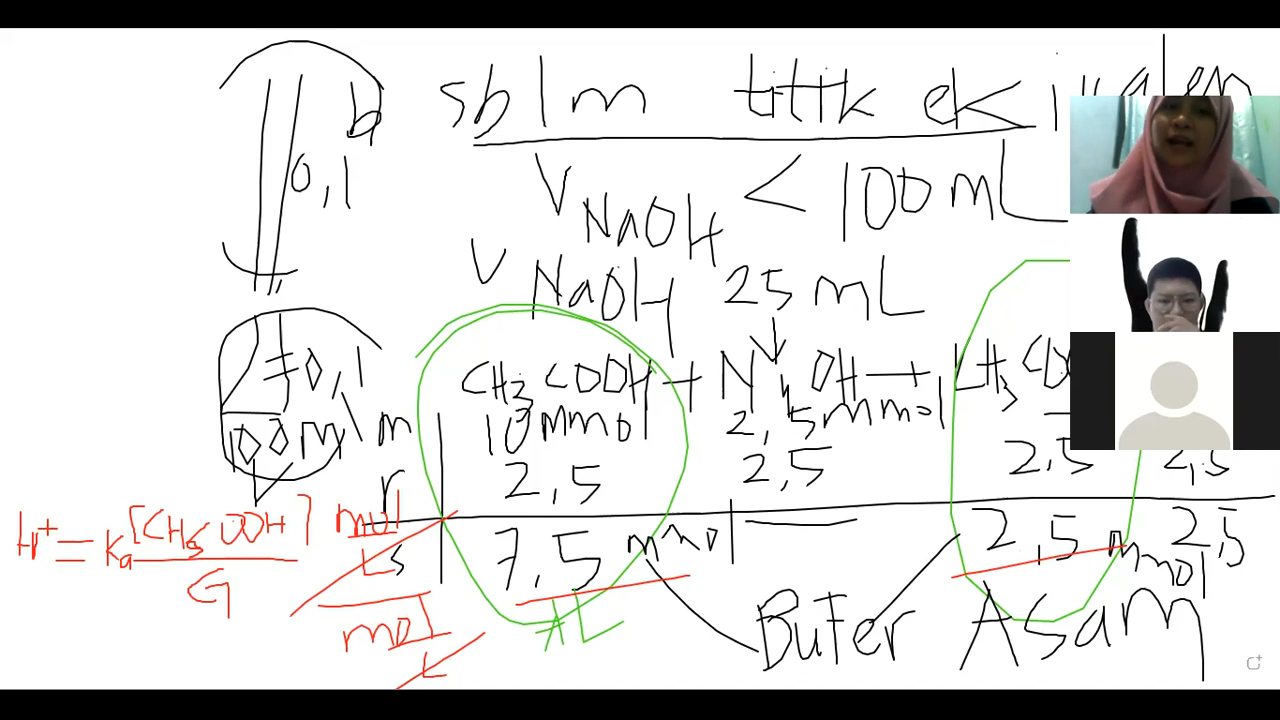 sblm titik ekivalen
V NaOH < 100 mL
0,1
V NaOH 25 mL
CH3COOH + NaOH → CH3CO
= 0,1
100 ml
m 10 mmol 2,5 mmol
r 2,5 2,5 2,5 2,5
s 7,5 mmol 2,5 mmol 2,5
H+ = Ka [CH3COOH] / G
mol
L
mol
L
AL
Bufer Asam